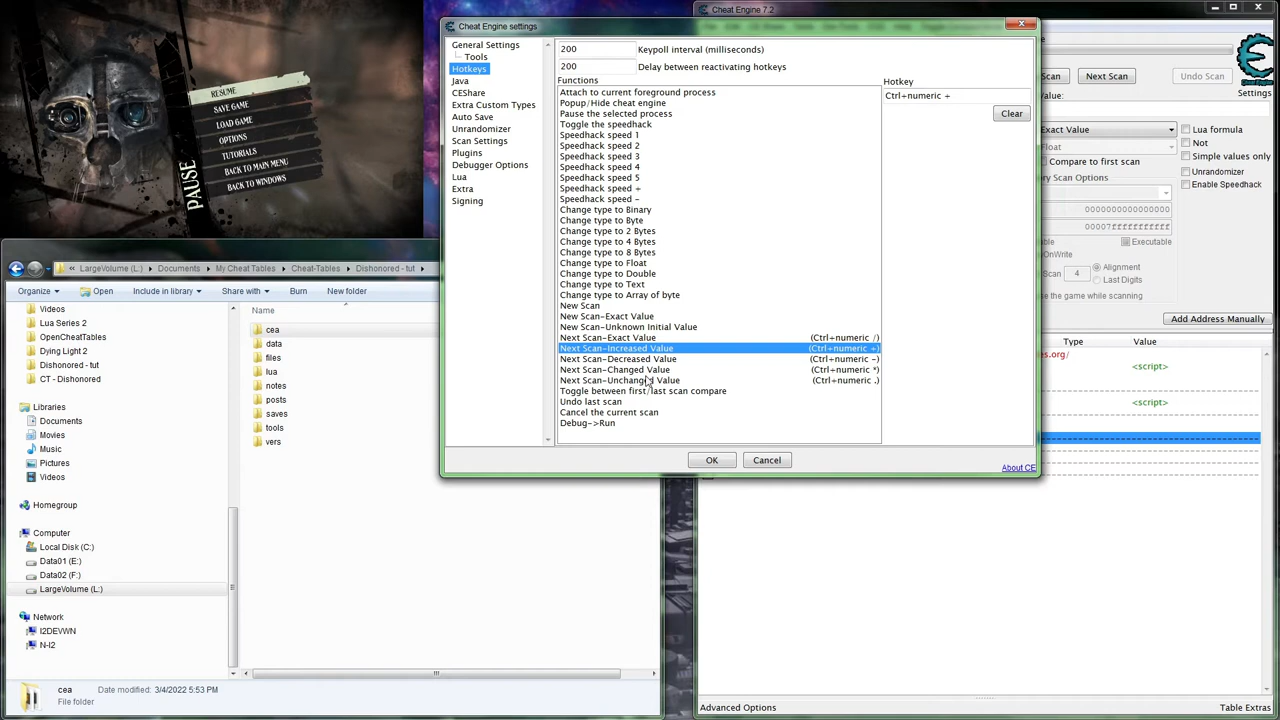 Cheat Engine 7.2
Cheat Engine settings
General Settings
Tools
Hotkeys
Java
CEShare
Extra Custom Types
Auto Save
Unrandomizer
Scan Settings
Plugins
Debugger Options
Lua
Extra
Signing
200 Keypoll interval (milliseconds)
200 Delay between reactivating hotkeys
Functions
Attach to current foreground process
Popup/Hide cheat engine
Pause the selected process
Toggle the speedhack
Speedhack speed 1
Speedhack speed 2
Speedhack speed 3
Speedhack speed 4
Speedhack speed 5
Speedhack speed +
Speedhack speed -
Change type to Binary
Change type to Byte
Change type to 2 Bytes
Change type to 4 Bytes
Change type to 8 Bytes
Change type to Float
Change type to Double
Change type to Text
Change type to Array of byte
New Scan
New Scan-Exact Value
New Scan-Unknown Initial Value
Next Scan-Exact Value (Ctrl+numeric /)
Next Scan-Increased Value (Ctrl+numeric +)
Next Scan-Decreased Value (Ctrl+numeric -)
Next Scan-Changed Value (Ctrl+numeric *)
Next Scan-Unchanged Value (Ctrl+numeric .)
Toggle between first/last scan compare
Undo last scan
Cancel the current scan
Debug->Run
Hotkey
Ctrl+numeric +
Clear
OK
Cancel
About CE
PAUSE
RESUME
SAVE GAME
LOAD GAME
OPTIONS
TUTORIALS
BACK TO MAIN MENU
BACK TO WINDOWS
« LargeVolume (L:) Documents My Cheat Tables Cheat-Tables Dishonored - tut
Organize Open Include in library Share with Burn New folder
Videos
Lua Series 2
OpenCheatTables
Dying Light 2
Dishonored - tut
CT - Dishonored
Libraries
Documents
Movies
Music
Pictures
Videos
Homegroup
Computer
Local Disk (C:)
Data01 (E:)
Data02 (F:)
LargeVolume (L:)
Network
I2DEVWN
N-I2
Name
cea
data
files
lua
notes
posts
saves
tools
vers
cea Date modified: 3/4/2022 5:53 PM
File folder
Scan Next Scan Undo Scan
Settings
Value:
Exact Value
Float
Compare to first scan
Lua formula
Not
Simple values only
Unrandomizer
Enable Speedhack
Scan Options
0000000000000000
00007fffffffffff
Executable
OnWrite
Scan 4 Alignment
Last Digits
the game while scanning
Add Address Manually
Type Value
es.org/
<script>
<script>
Advanced Options Table Extras